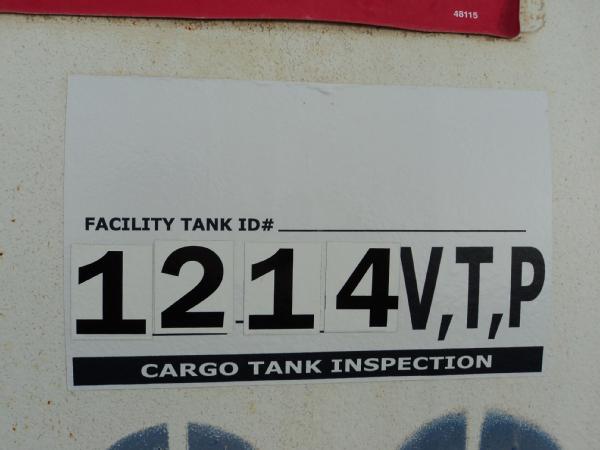 48115
FACILITY TANK ID#
1214V,T,P
CARGO TANK INSPECTION